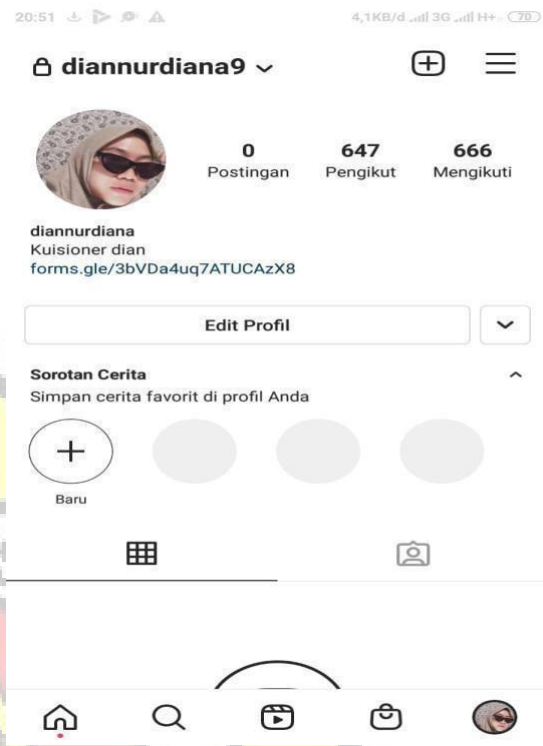 20:51 4,1KB/d 3G H+ 70
diannurdiana9
0 647 666
Postingan Pengikut Mengikuti
diannurdiana
Kuisioner dian
forms.gle/3bVDa4uq7ATUCAzX8
Edit Profil
Sorotan Cerita
Simpan cerita favorit di profil Anda
Baru